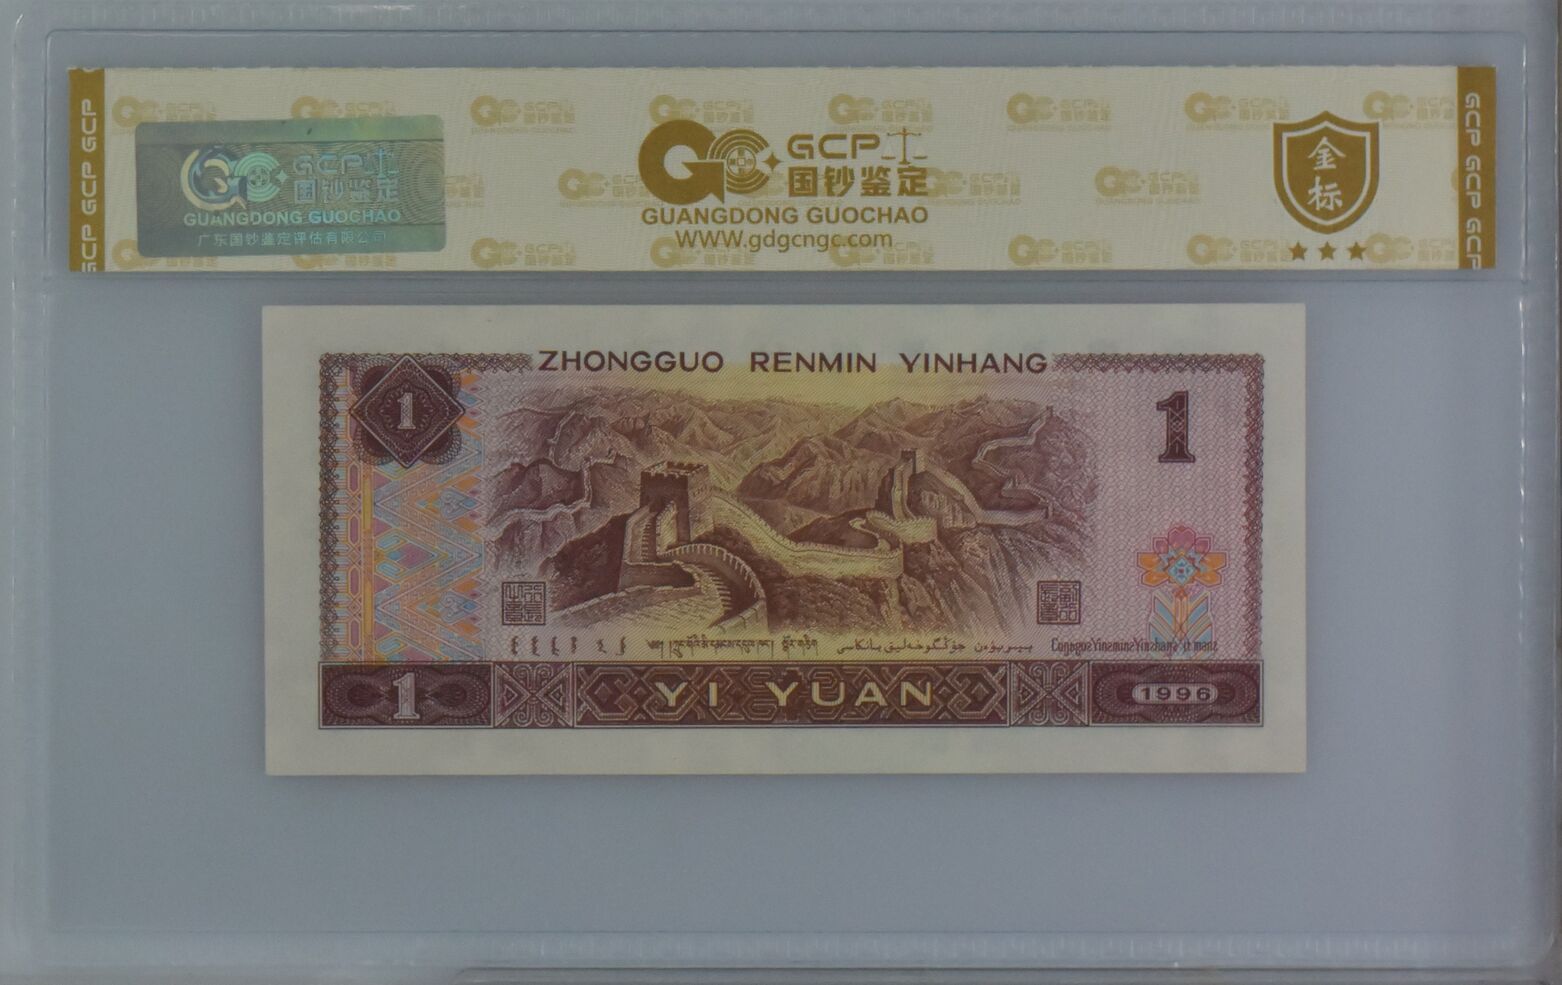 GCP GCP GCP
GCP 国钞鉴定
GUANGDONG GUOCHAO
广东国钞鉴定评估有限公司
GCP
国钞鉴定
GUANGDONG GUOCHAO
WWW.gdgcngc.com
金标
★★★
GCP GCP GCP
ZHONGGUO RENMIN YINHANG
1
1
1
YI YUAN
1996